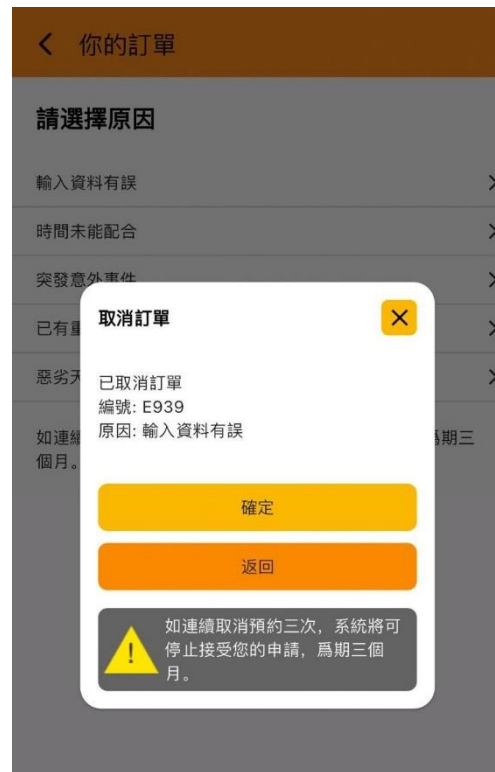 你的訂單
請選擇原因
輸入資料有誤
時間未能配合
突發意外事件
已有重
惡劣天
如連續
爲期三
個月。
取消訂單
已取消訂單
編號: E939
原因: 輸入資料有誤
確定
返回
如連續取消預約三次, 系統將可
停止接受您的申請, 爲期三個
月。